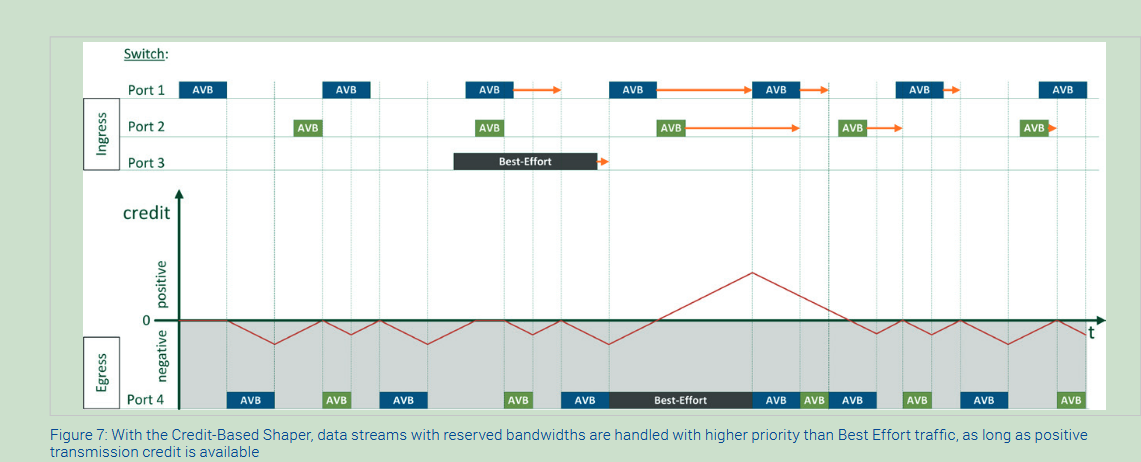 Switch:
Port 1 AVB AVB AVB AVB AVB AVB AVB
Ingress
Port 2 AVB AVB AVB AVB AVB
Port 3 Best-Effort
credit
positive
0
negative
t
Egress
Port 4 AVB AVB AVB AVB AVB Best-Effort AVB AVB AVB AVB AVB AVB
Figure 7: With the Credit-Based Shaper, data streams with reserved bandwidths are handled with higher priority than Best Effort traffic, as long as positive
transmission credit is available